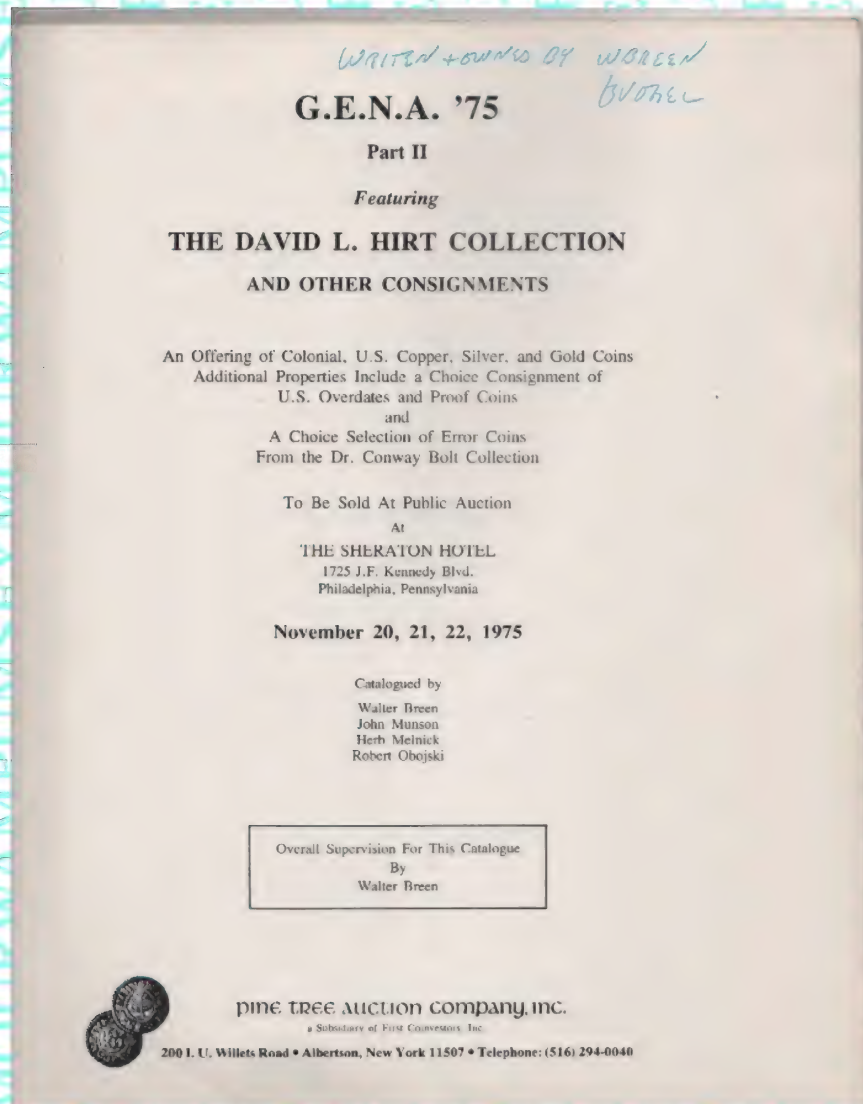 WRITTEN + OWNED BY WBREEN
G.E.N.A. '75
Part II
Featuring
THE DAVID L. HIRT COLLECTION
AND OTHER CONSIGNMENTS
An Offering of Colonial, U.S. Copper, Silver, and Gold Coins
Additional Properties Include a Choice Consignment of
U.S. Overdates and Proof Coins
and
A Choice Selection of Error Coins
From the Dr. Conway Bolt Collection
To Be Sold At Public Auction
At
THE SHERATON HOTEL
1725 J.F. Kennedy Blvd.
Philadelphia, Pennsylvania
November 20, 21, 22, 1975
Catalogued by
Walter Breen
John Munson
Herb Melnick
Robert Obojski
Overall Supervision For This Catalogue
By
Walter Breen
PINE TREE AUCTION COMPANY, INC.
a Subsidiary of First Coinvestors Inc
200 I. U. Willets Road • Albertson, New York 11507 • Telephone: (516) 294-0040